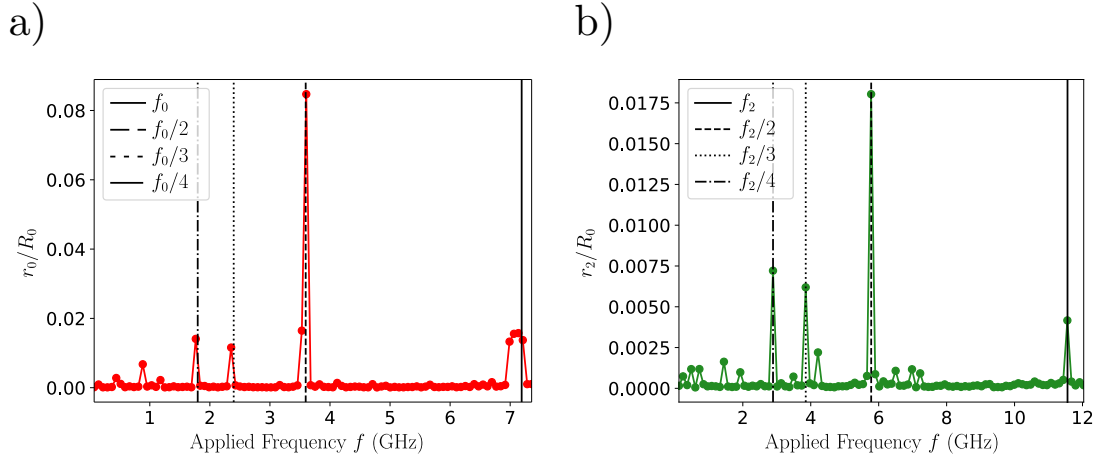 a)
0.08
0.06
0.04
0.02
0.00
r₀/R₀
f₀
f₀/2
f₀/3
f₀/4
1 2 3 4 5 6 7
Applied Frequency f (GHz)
b)
0.0175
0.0150
0.0125
0.0100
0.0075
0.0050
0.0025
0.0000
r₂/R₀
f₂
f₂/2
f₂/3
f₂/4
2 4 6 8 10 12
Applied Frequency f (GHz)